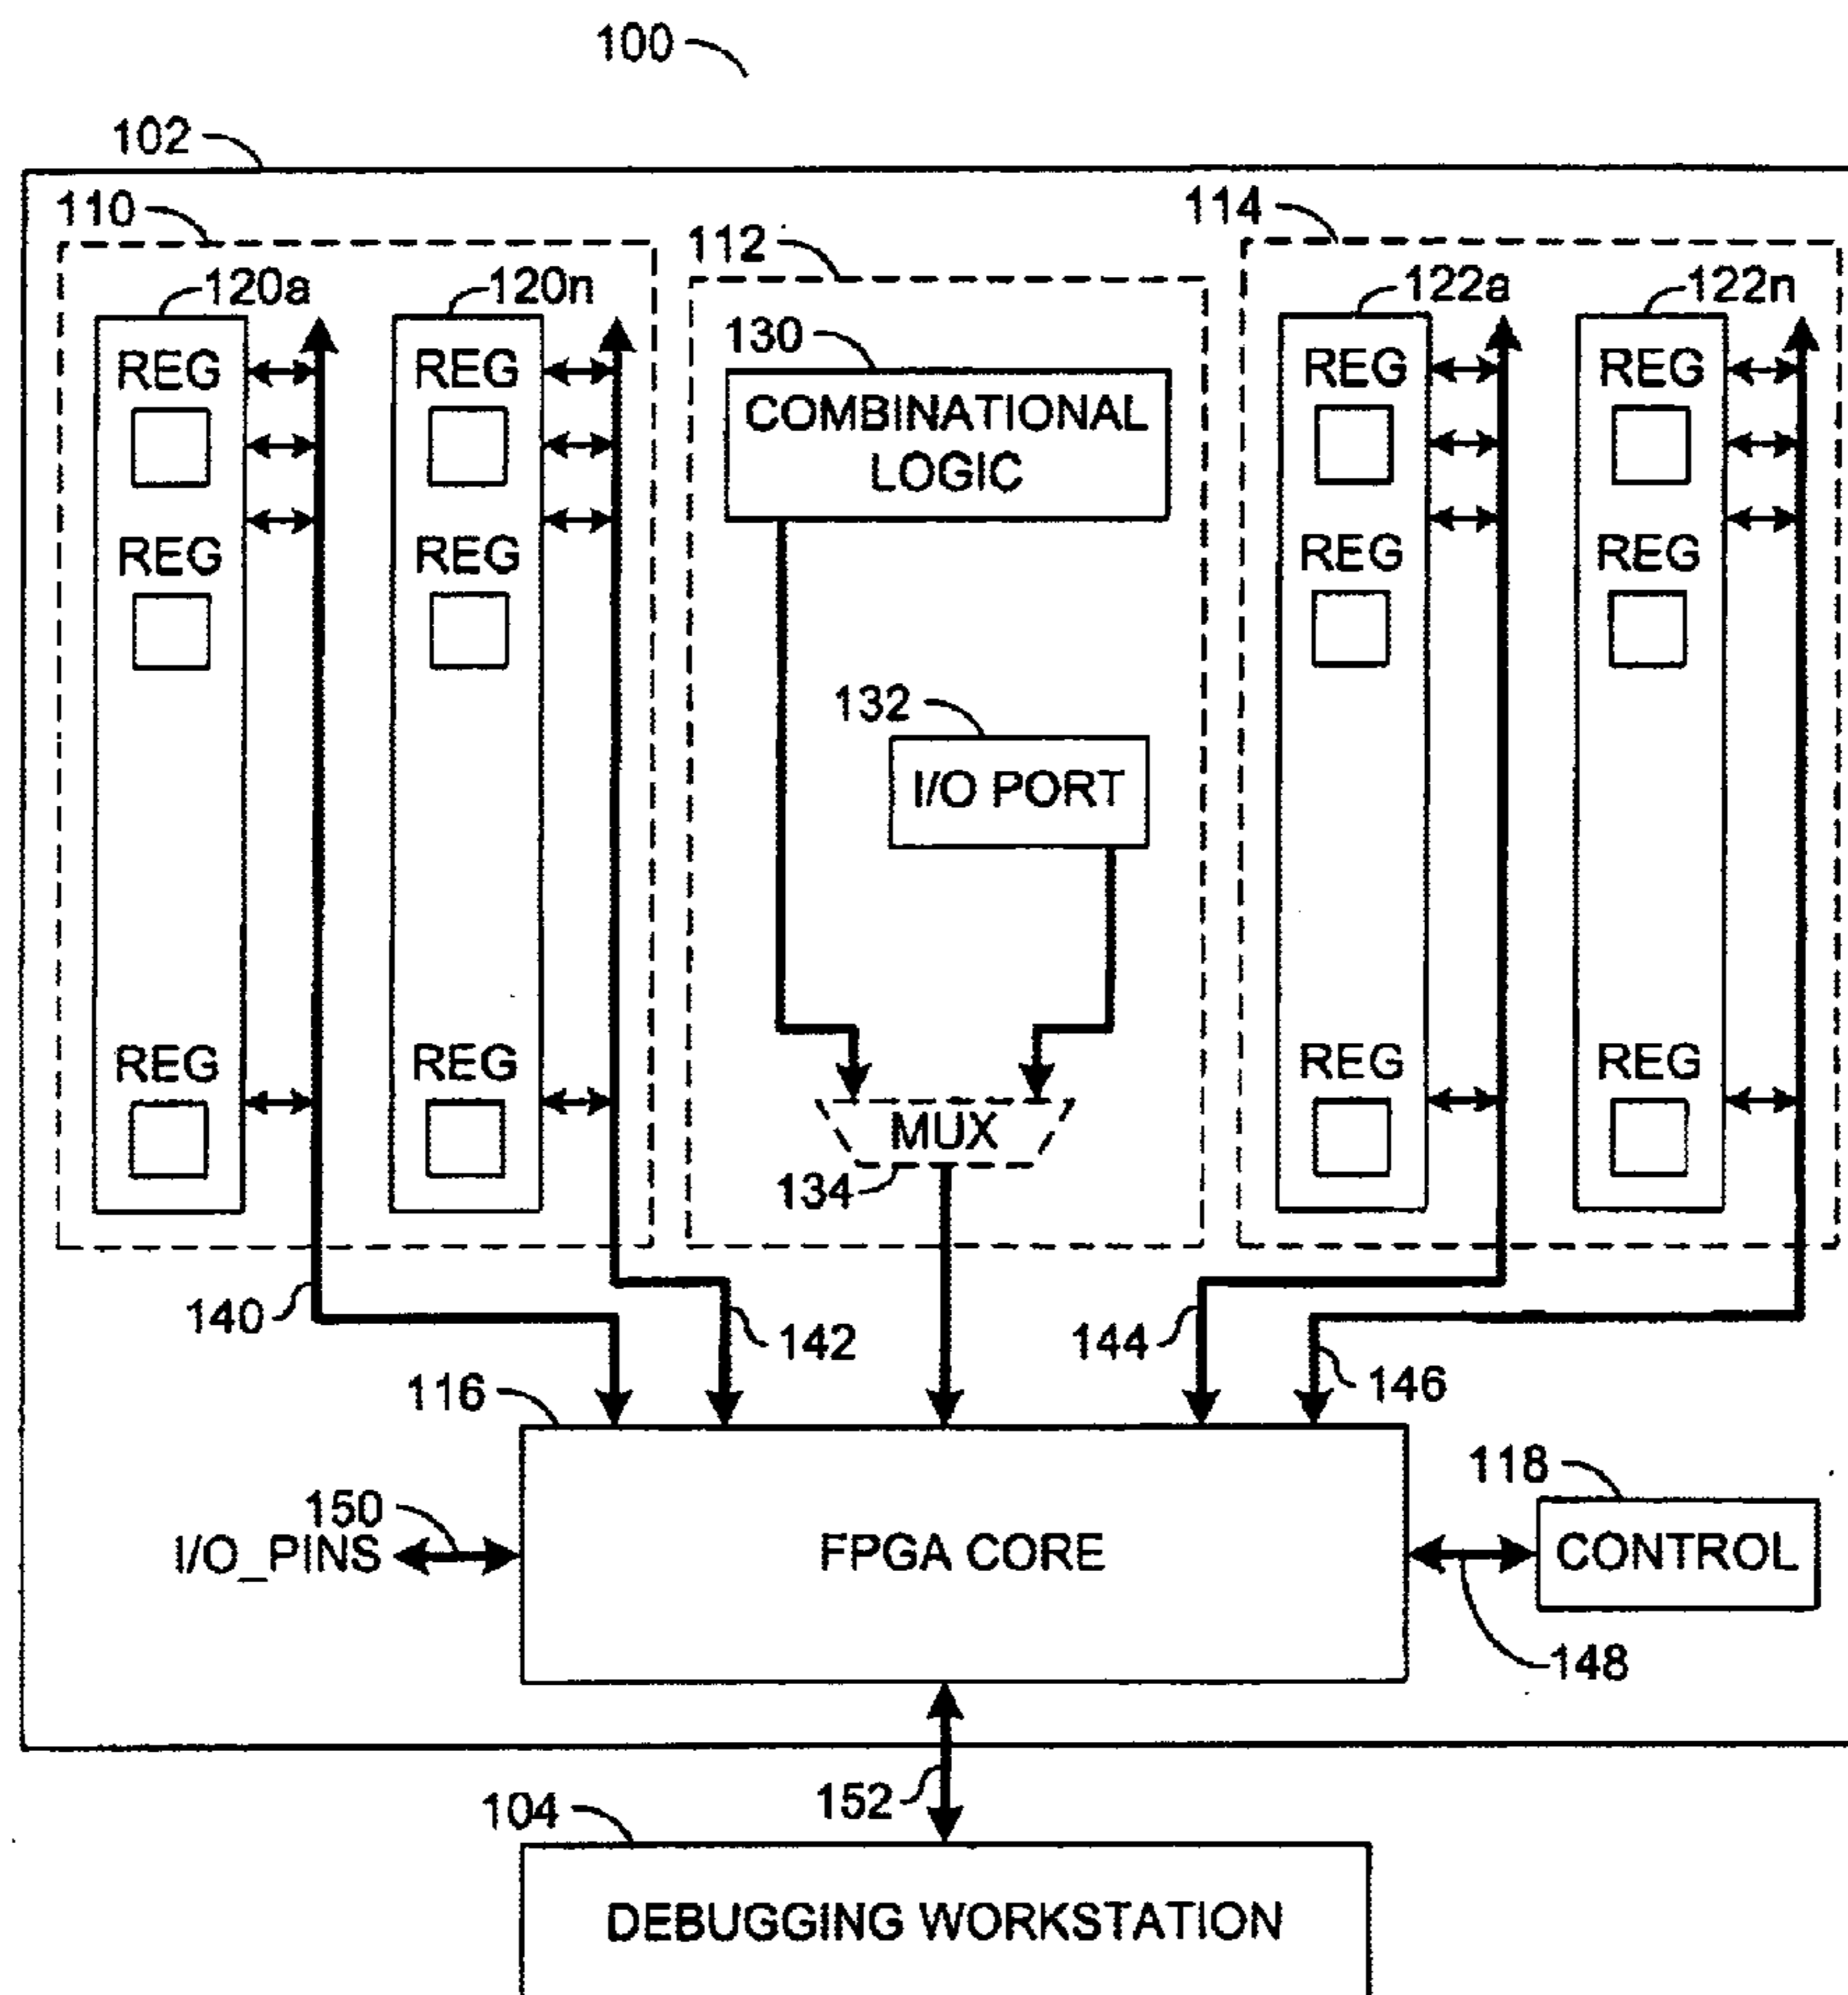 100
102
110
112
114
120a
120n
122a
122n
130
REG
REG
REG
REG
COMBINATIONAL
LOGIC
REG
REG
REG
REG
132
I/O PORT
REG
REG
REG
REG
MUX
134
140
142
144
146
116
118
150
I/O_PINS
FPGA CORE
CONTROL
148
152
104
DEBUGGING WORKSTATION